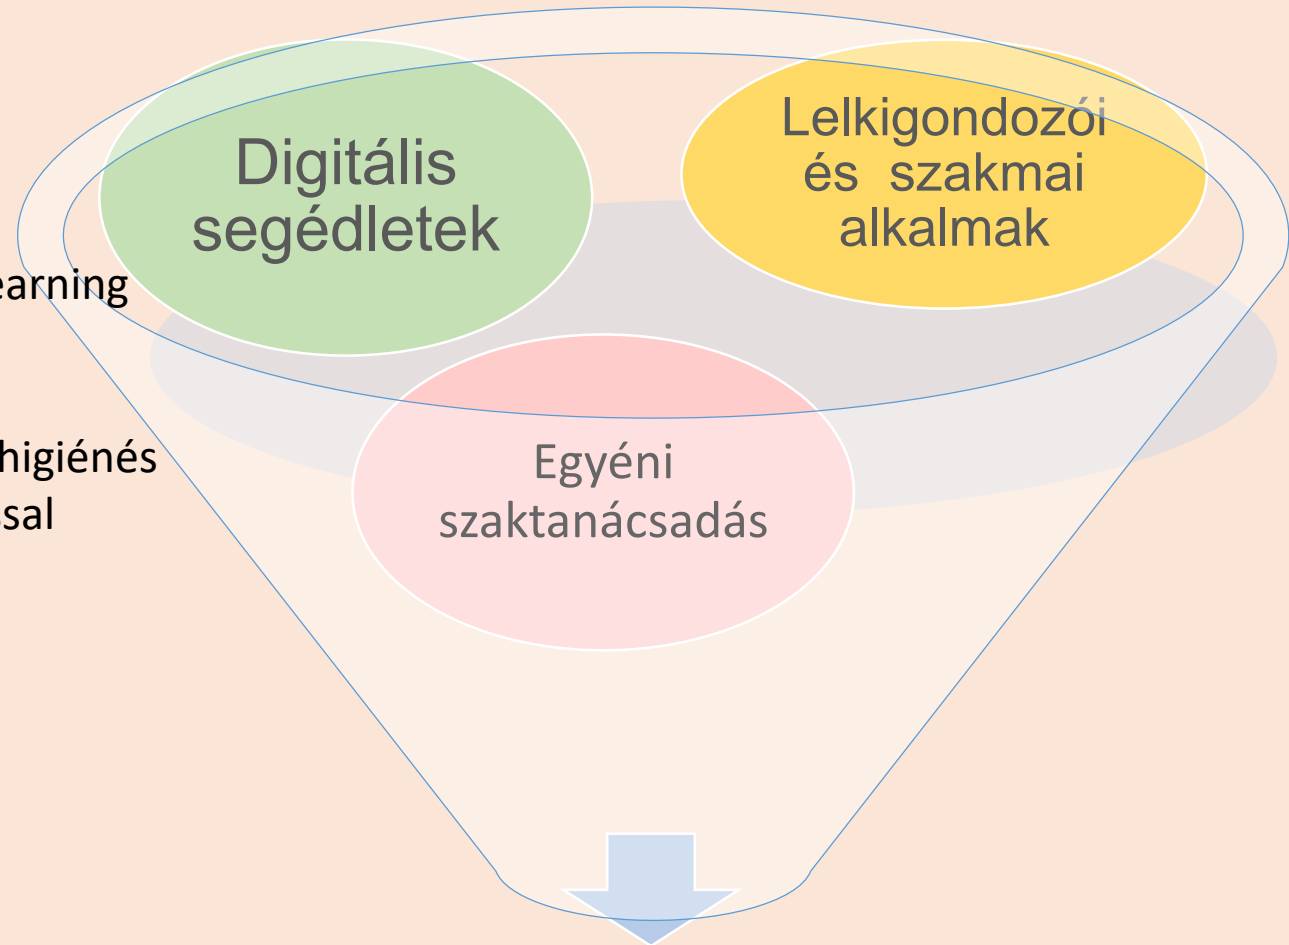 Digitális
segédletek
Lelkigondozói
és szakmai
alkalmak
earning
higiénés
sal
Egyéni
szaktanácsadás